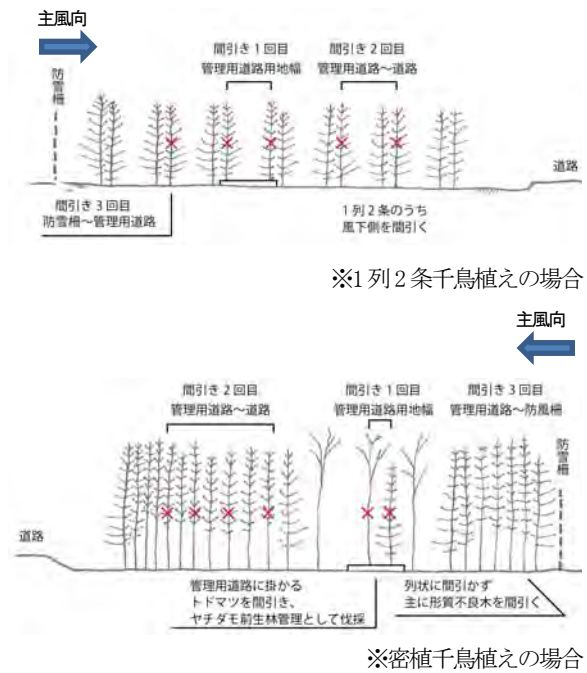 主風向
間引き1回目
管理用道路用地幅
間引き2回目
管理用道路～道路
防雪柵
道路
間引き3回目
防雪柵～管理用道路
1列2条のうち
風下側を間引く
※1列2条千鳥植えの場合
主風向
間引き2回目
管理用道路～道路
間引き1回目
管理用道路用地幅
間引き3回目
管理用道路～防風柵
防雪柵
道路
管理用道路に掛かる
トドマツを間引き、
ヤチダモ前生林管理として伐採
列状に間引かず
主に形質不良木を間引く
※密植千鳥植えの場合